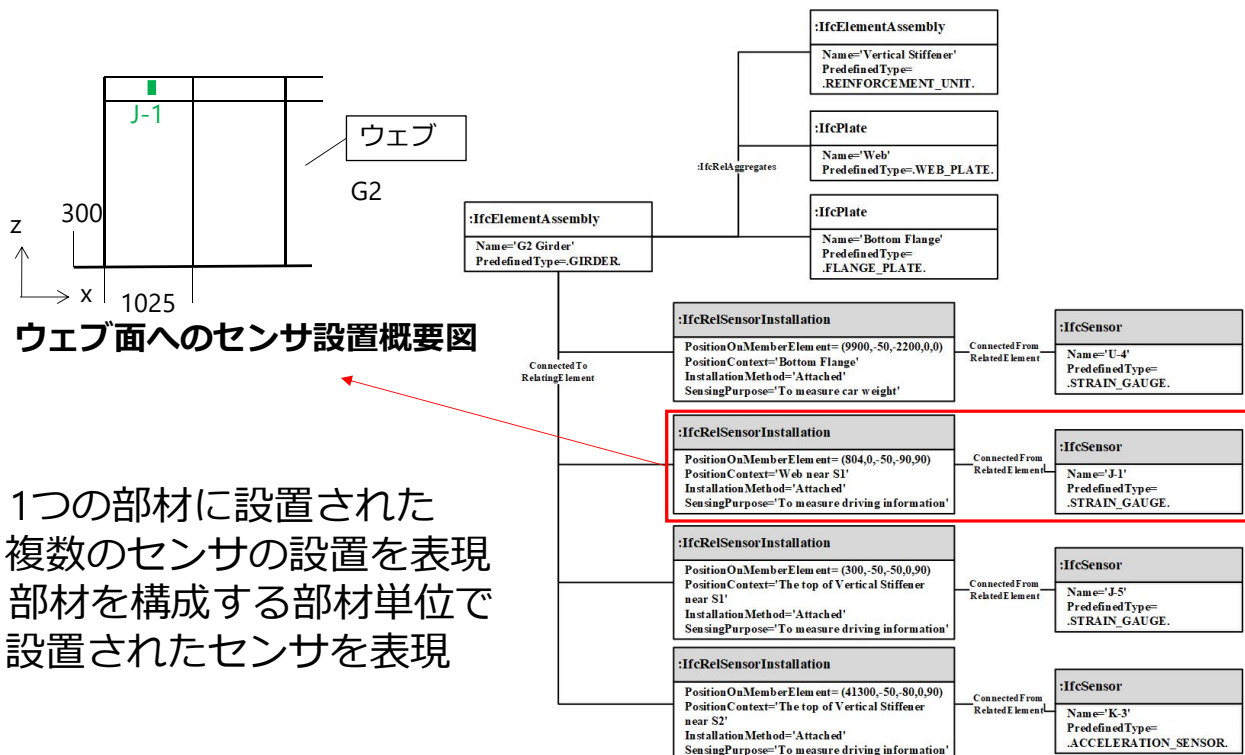 J-1
ウェブ
G2
300
z
x
1025
ウェブ面へのセンサ設置概要図
1つの部材に設置された
複数のセンサの設置を表現
部材を構成する部材単位で
設置されたセンサを表現
:IfcElementAssembly
Name='G2 Girder'
PredefinedType=.GIRDER.
:IfcRelAggregates
:IfcElementAssembly
Name='Vertical Stiffener'
PredefinedType=
.REINFORCEMENT_UNIT.
:IfcPlate
Name='Web'
PredefinedType=.WEB_PLATE.
:IfcPlate
Name='Bottom Flange'
PredefinedType=
.FLANGE_PLATE.
ConnectedTo
RelatingElement
:IfcRelSensorInstallation
PositionOnMemberElement= (9900,-50,-2200,0,0)
PositionContext='Bottom Flange'
InstallationMethod='Attached'
SensingPurpose='To measure car weight'
ConnectedFrom
RelatedElement
:IfcSensor
Name='U-4'
PredefinedType=
.STRAIN_GAUGE.
:IfcRelSensorInstallation
PositionOnMemberElement= (804,0,-50,-90,90)
PositionContext='Web near S1'
InstallationMethod='Attached'
SensingPurpose='To measure driving information'
ConnectedFrom
RelatedElement
:IfcSensor
Name='J-1'
PredefinedType=
.STRAIN_GAUGE.
:IfcRelSensorInstallation
PositionOnMemberElement= (300,-50,-50,0,90)
PositionContext='The top of Vertical Stiffener
near S1'
InstallationMethod='Attached'
SensingPurpose='To measure driving information'
ConnectedFrom
RelatedElement
:IfcSensor
Name='J-5'
PredefinedType=
.STRAIN_GAUGE.
:IfcRelSensorInstallation
PositionOnMemberElement= (41300,-50,-80,0,90)
PositionContext='The top of Vertical Stiffener
near S2'
InstallationMethod='Attached'
SensingPurpose='To measure driving information'
ConnectedFrom
RelatedElement
:IfcSensor
Name='K-3'
PredefinedType=
.ACCELERATION_SENSOR.